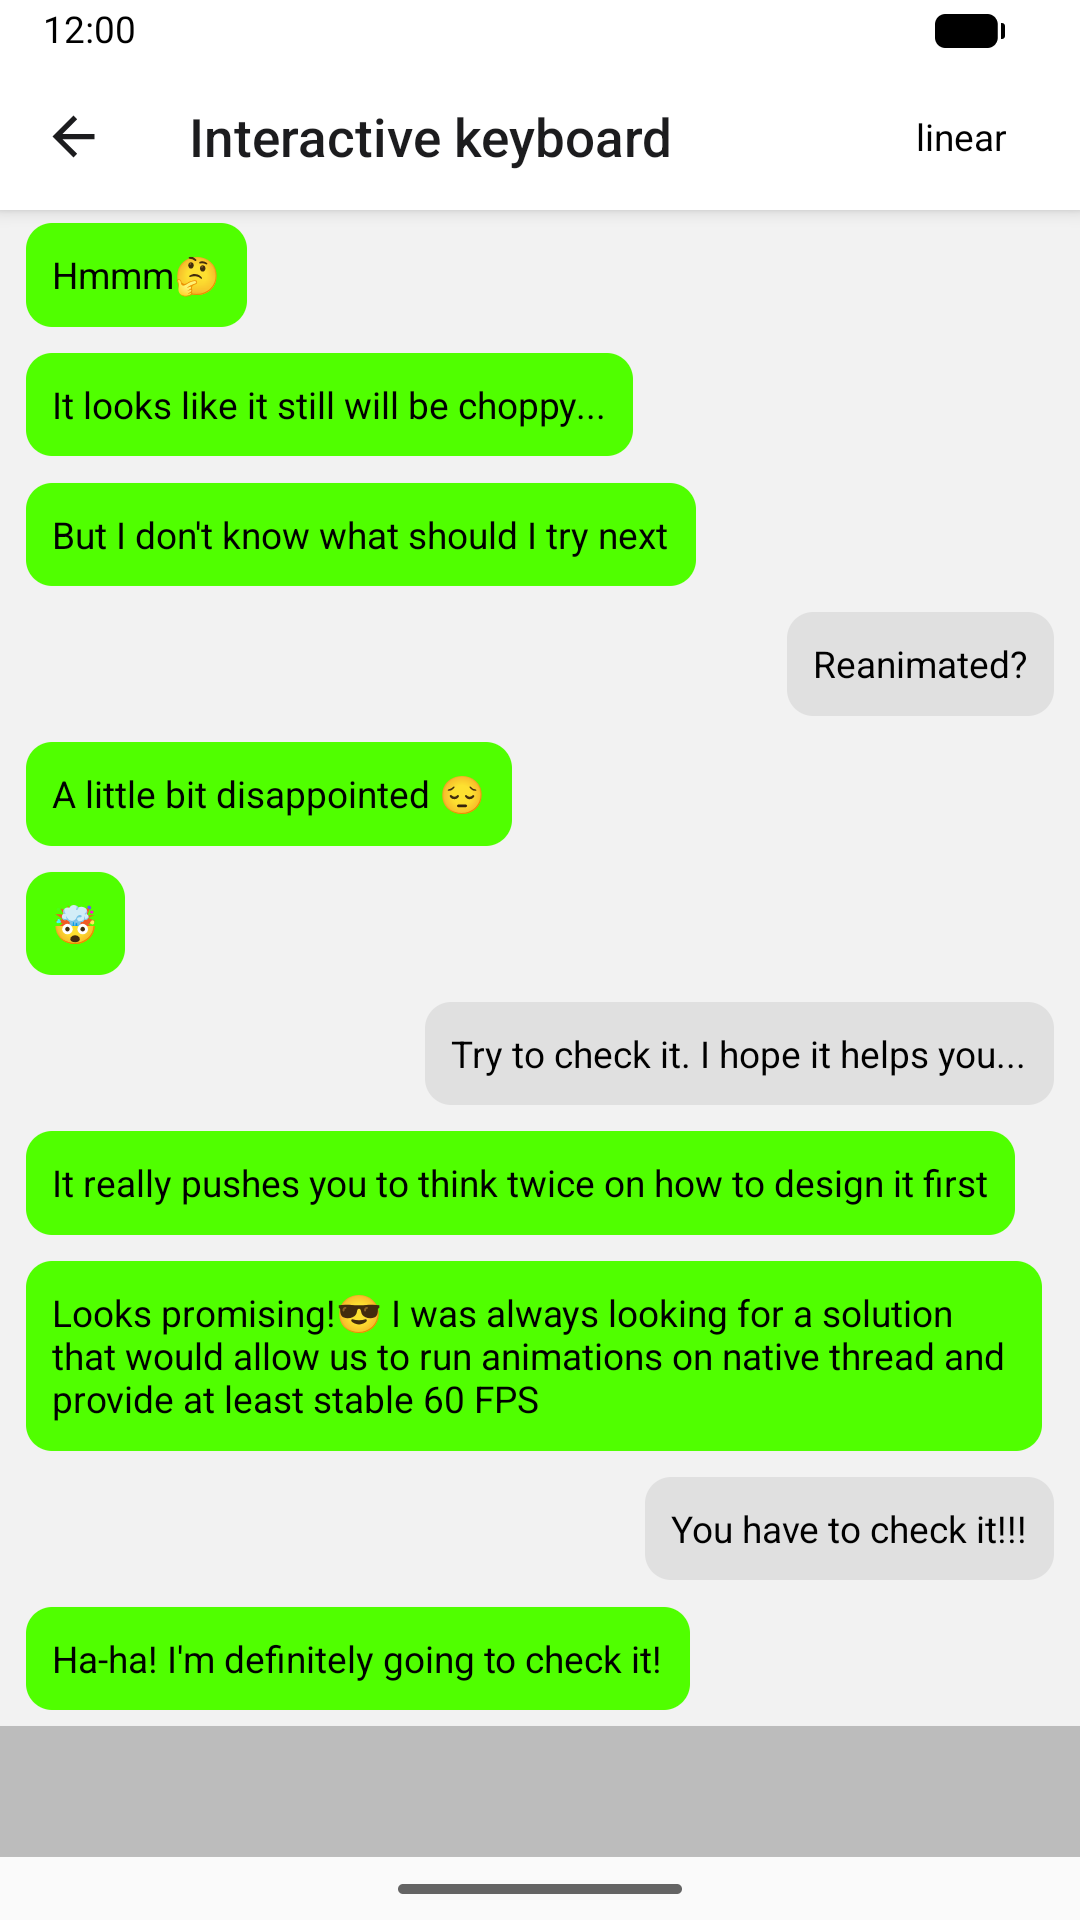 12:00
Interactive keyboard
linear
Hmmm🤔
It looks like it still will be choppy...
But I don't know what should I try next
Reanimated?
A little bit disappointed 😔
🤯
Try to check it. I hope it helps you...
It really pushes you to think twice on how to design it first
Looks promising!😎 I was always looking for a solution
that would allow us to run animations on native thread and
provide at least stable 60 FPS
You have to check it!!!
Ha-ha! I'm definitely going to check it!